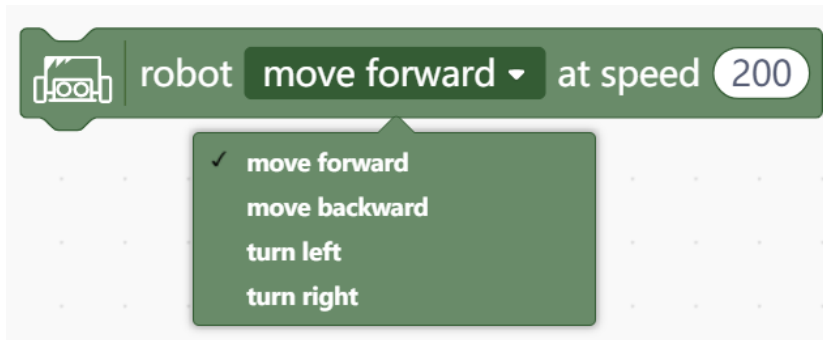 robot move forward at speed 200
✓ move forward
move backward
turn left
turn right